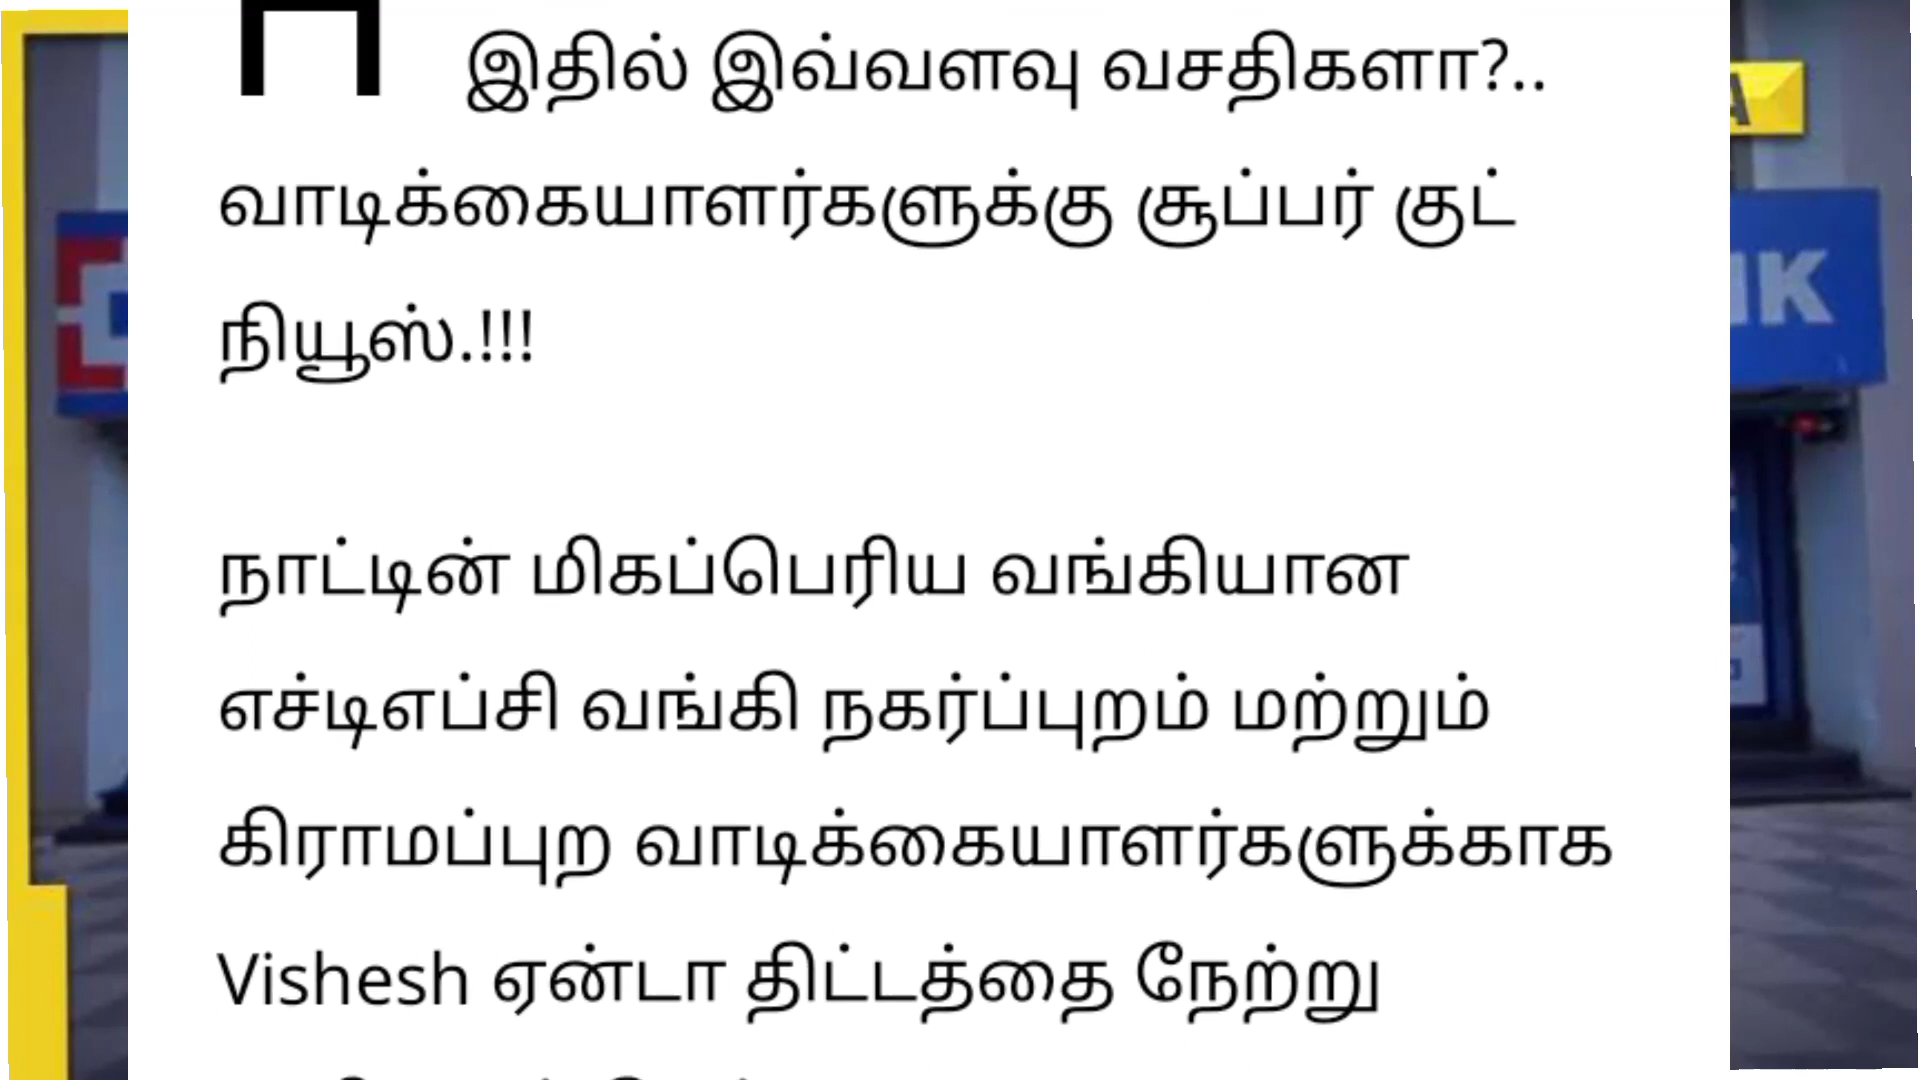 இதில் இவ்வளவு வசதிகளா?..
வாடிக்கையாளர்களுக்கு சூப்பர் குட்
நியூஸ்.!!!
நாட்டின் மிகப்பெரிய வங்கியான
எச்டிஎப்சி வங்கி நகர்ப்புறம் மற்றும்
கிராமப்புற வாடிக்கையாளர்களுக்காக
Vishesh ஏண்டா திட்டத்தை நேற்று